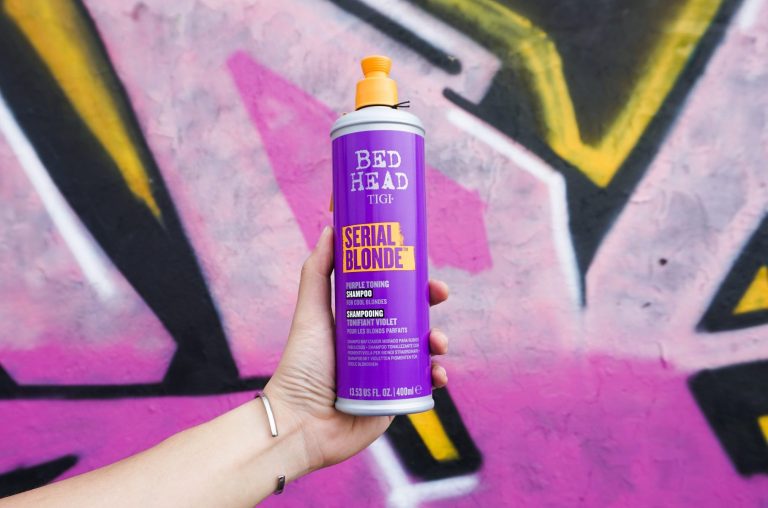 BED
HEAD
TIGI
SERIAL
BLONDE™
PURPLE TONING
SHAMPOO
FOR COOL BLONDES
SHAMPOOING
TONIFIANT VIOLET
POUR LES BLONDS PARFAITS
13.53 US FL. OZ. | 400ml ℮